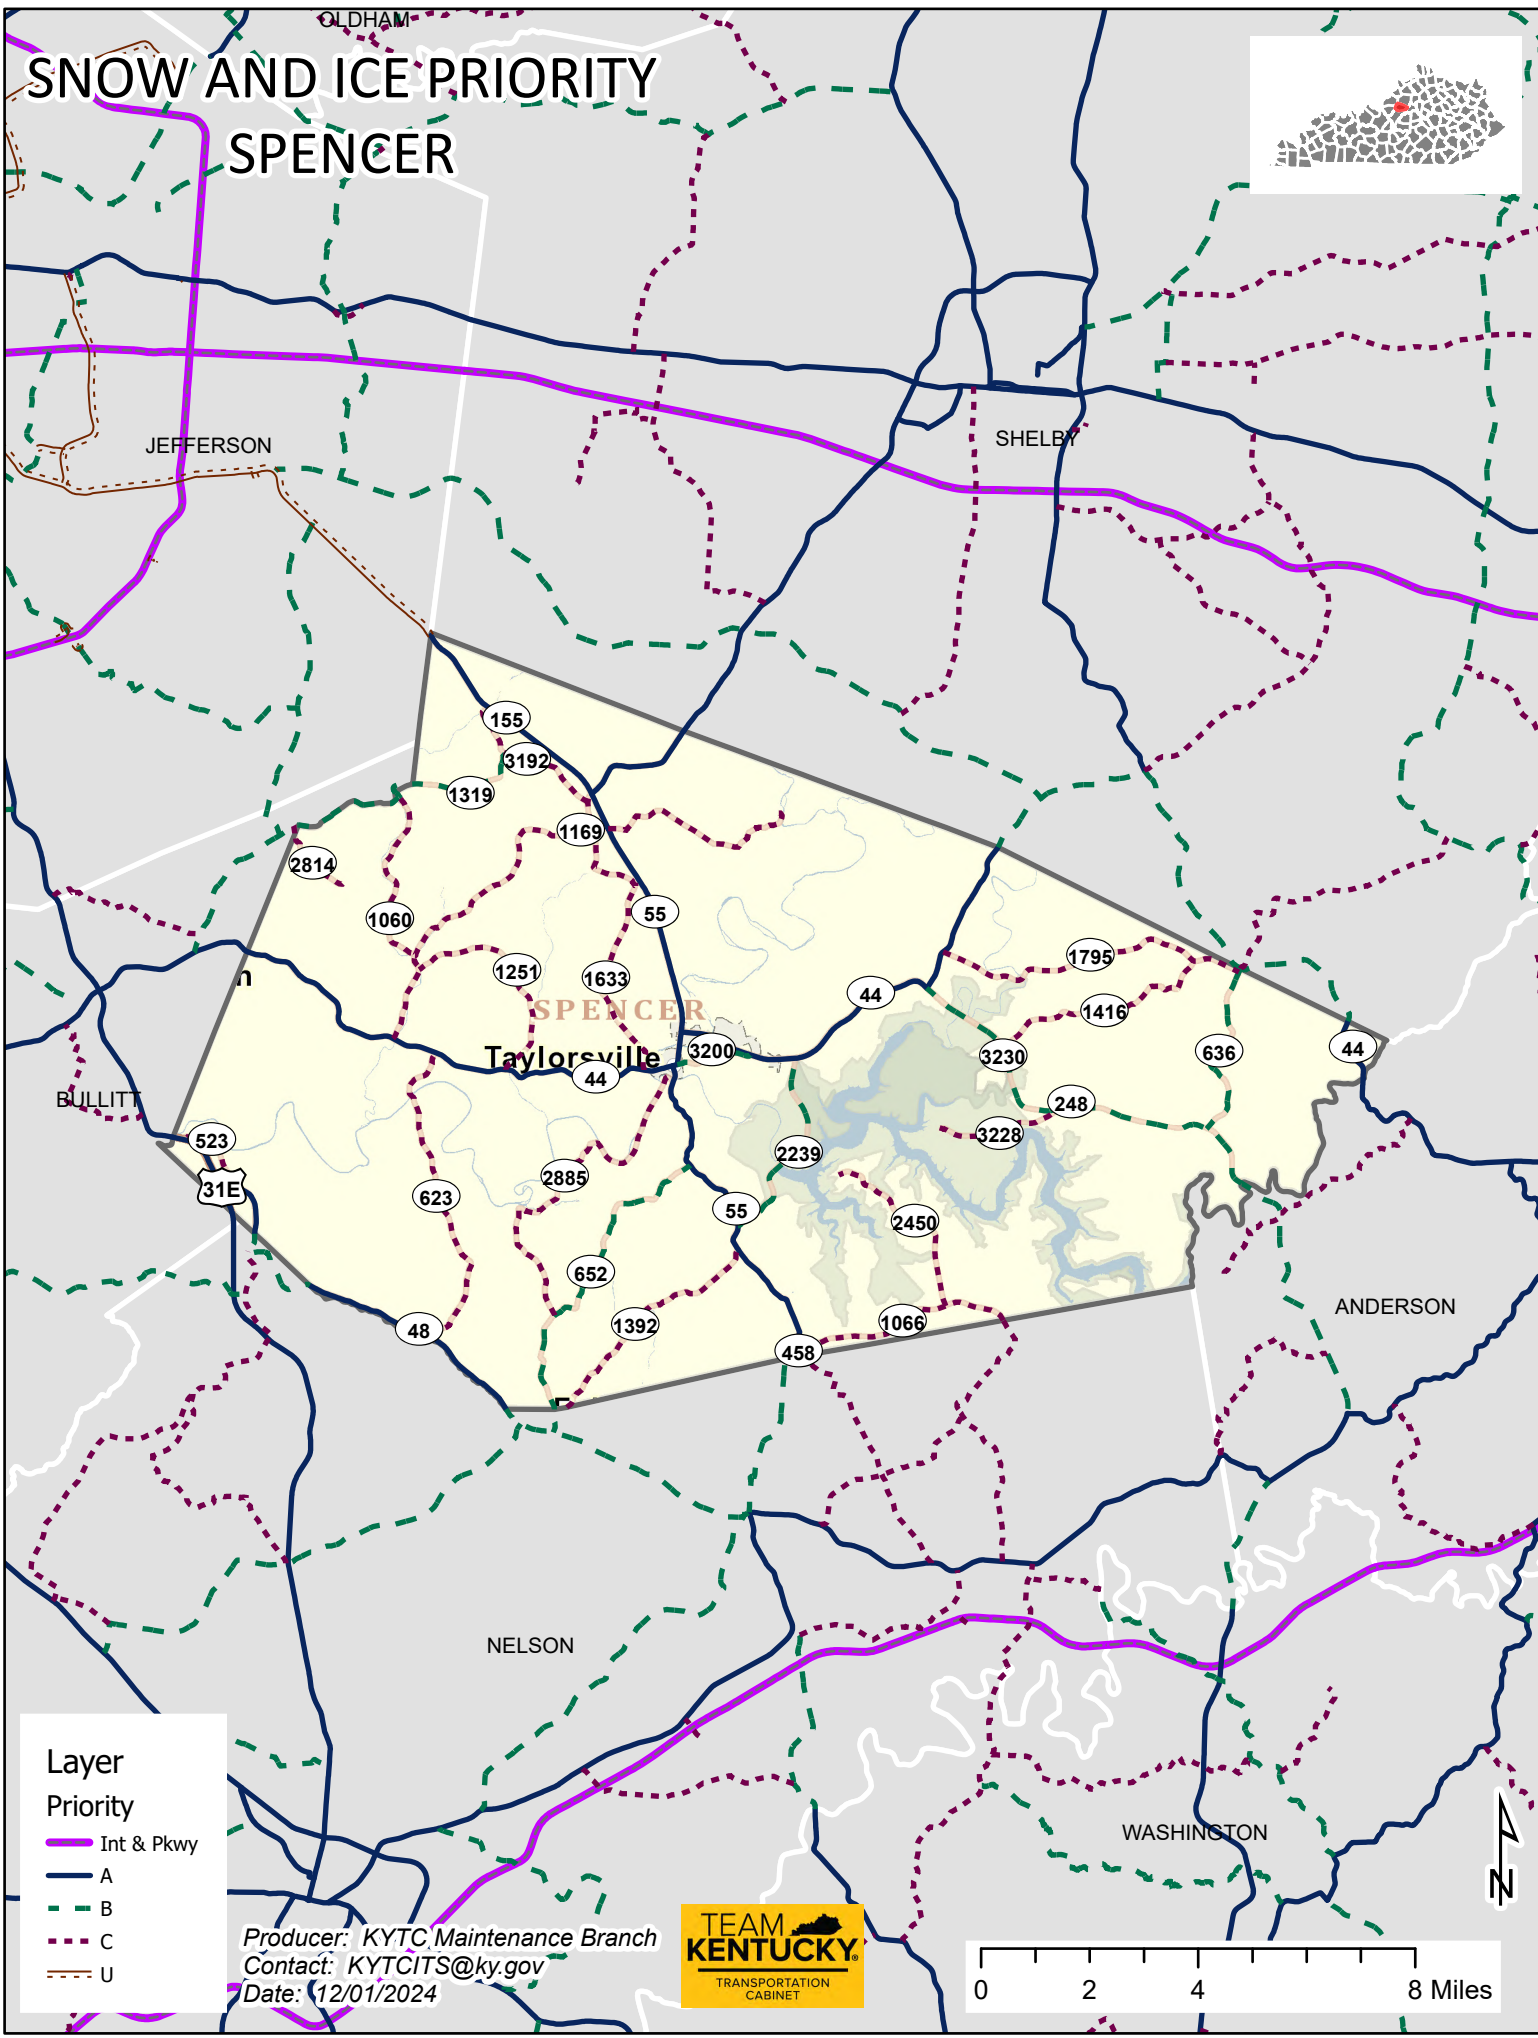 OLDHAM
SNOW AND ICE PRIORITY
SPENCER
JEFFERSON
SHELBY
155
3192
1319
1169
2814
1060
55
1795
1251
1633
n
44
1416
SPENCER
Taylorsville
3200
3230
636
44
44
BULLITT
248
523
3228
2239
2885
31E
623
55
2450
652
ANDERSON
48
1392
1066
458
NELSON
WASHINGTON
Layer
Priority
Int & Pkwy
A
B
C
U
Producer: KYTC Maintenance Branch
Contact: KYTCITS@ky.gov
Date: 12/01/2024
TEAM
KENTUCKY®
TRANSPORTATION
CABINET
0 2 4 8 Miles
N